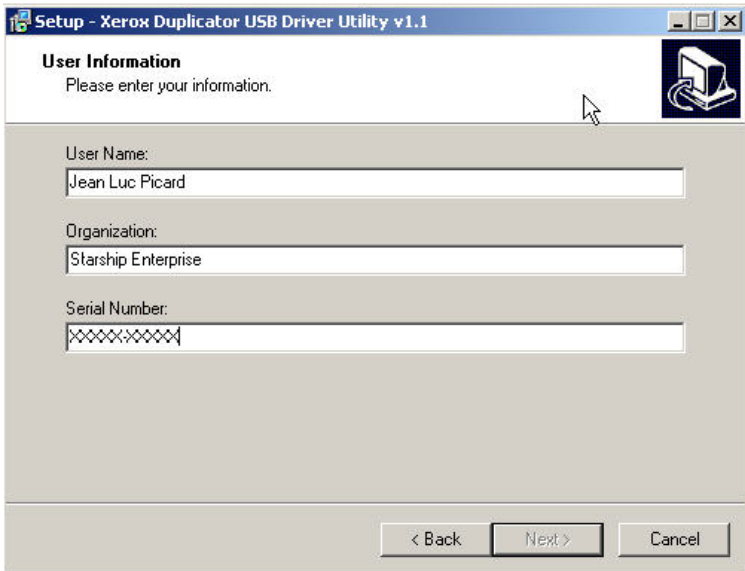 Setup - Xerox Duplicator USB Driver Utility v1.1
User Information
Please enter your information.
User Name:
Jean Luc Picard
Organization:
Starship Enterprise
Serial Number:
XXXXX-XXXXX
< Back Next > Cancel